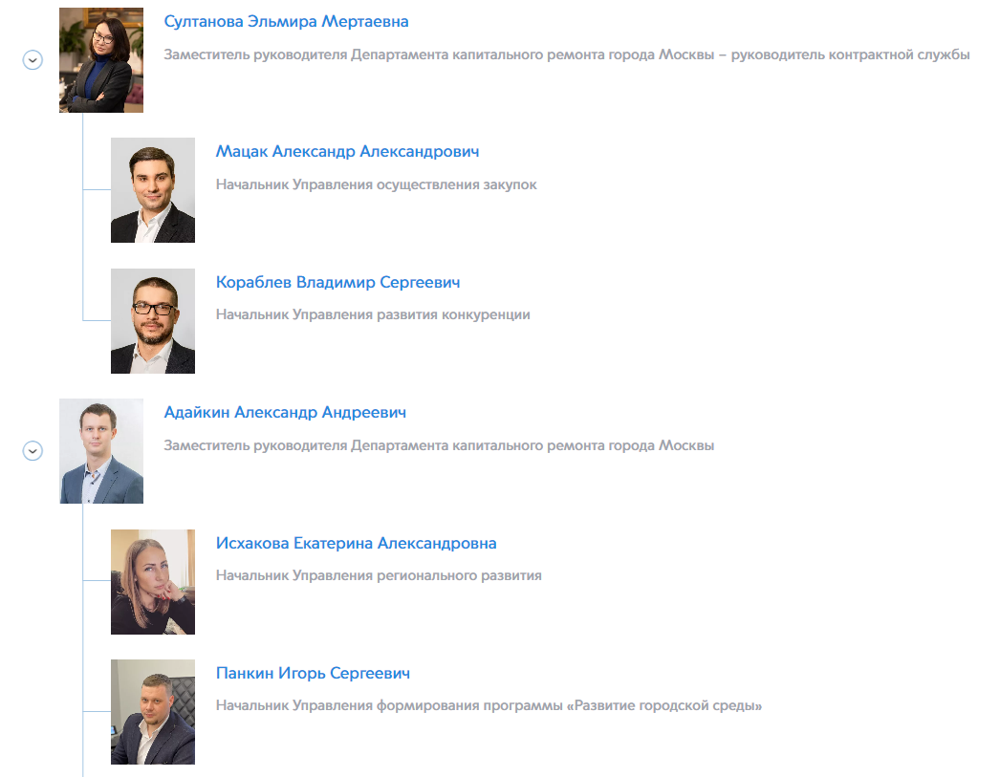 Султанова Эльмира Мертаевна
Заместитель руководителя Департамента капитального ремонта города Москвы – руководитель контрактной службы
Мацак Александр Александрович
Начальник Управления осуществления закупок
Кораблев Владимир Сергеевич
Начальник Управления развития конкуренции
Адайкин Александр Андреевич
Заместитель руководителя Департамента капитального ремонта города Москвы
Исхакова Екатерина Александровна
Начальник Управления регионального развития
Панкин Игорь Сергеевич
Начальник Управления формирования программы «Развитие городской среды»